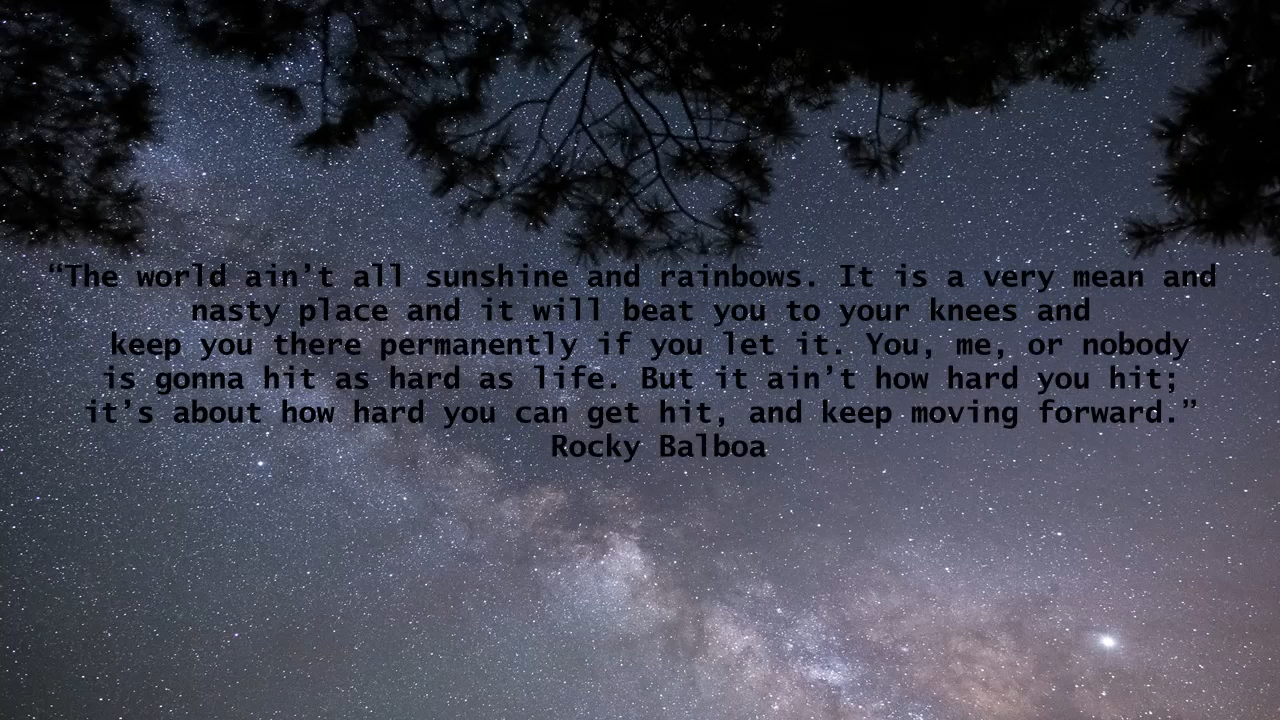 “The world ain’t all sunshine and rainbows. It is a very mean and
nasty place and it will beat you to your knees and
keep you there permanently if you let it. You, me, or nobody
is gonna hit as hard as life. But it ain’t how hard you hit;
it’s about how hard you can get hit, and keep moving forward.”
Rocky Balboa